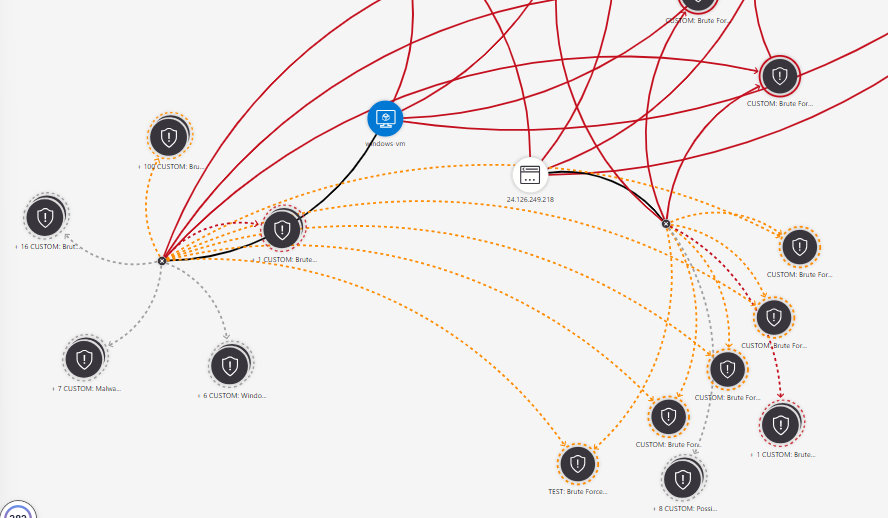 CUSTOM: Brute For...
CUSTOM: Brute For...
windows-vm
+ 100 CUSTOM: Bru...
24.126.249.218
+ 16 CUSTOM: Brut...
+ 1 CUSTOM: Brute...
CUSTOM: Brute For...
CUSTOM: Brute For...
+ 7 CUSTOM: Malwa...
+ 6 CUSTOM: Windo...
CUSTOM: Brute For...
CUSTOM: Brute For...
+ 1 CUSTOM: Brute...
TEST: Brute Force...
+ 8 CUSTOM: Possi...